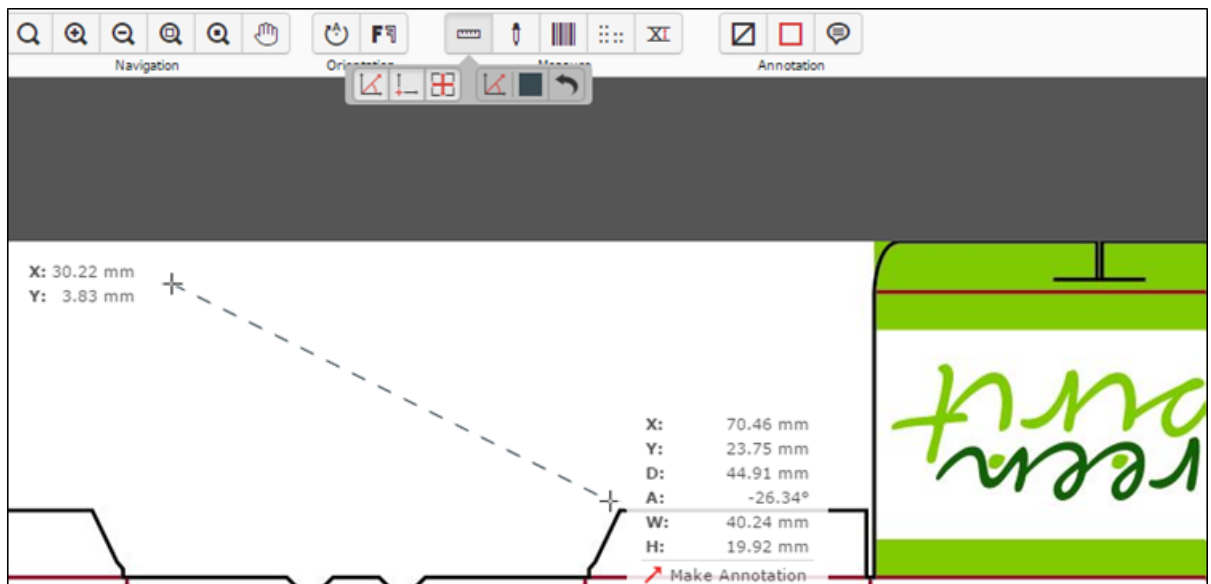 Navigation
Orientation
Measure
Annotation
X: 30.22 mm
Y: 3.83 mm
X: 70.46 mm
Y: 23.75 mm
D: 44.91 mm
A: -26.34°
W: 40.24 mm
H: 19.92 mm
Make Annotation